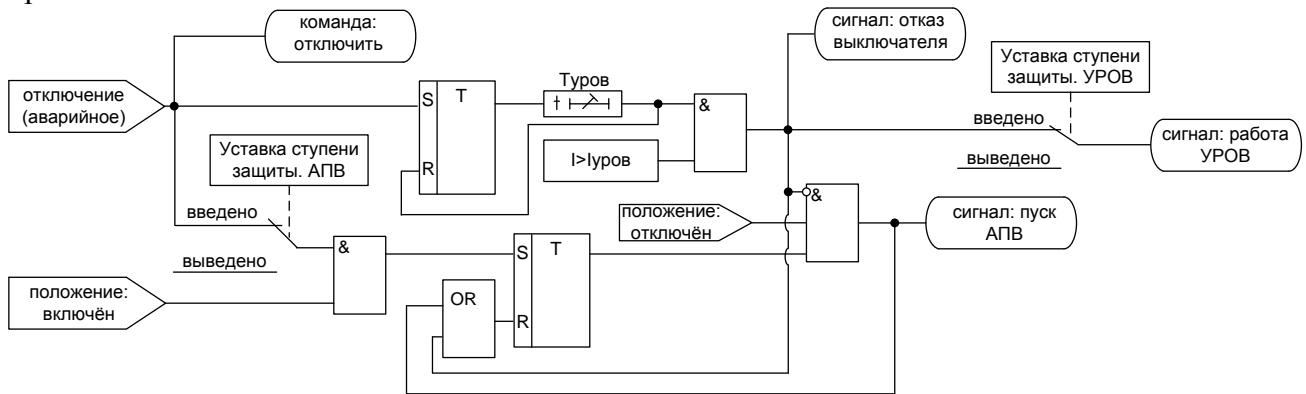 команда:
отключить
сигнал: отказ
выключателя
Уставка ступени
защиты. УРОВ
отключение
(аварийное)
S
T
R
Tуров
I>Iуров
&
введено
выведено
сигнал: работа
УРОВ
Уставка ступени
защиты. АПВ
введено
выведено
положение:
отключён
&
сигнал: пуск
АПВ
&
положение:
включён
OR
S
T
R